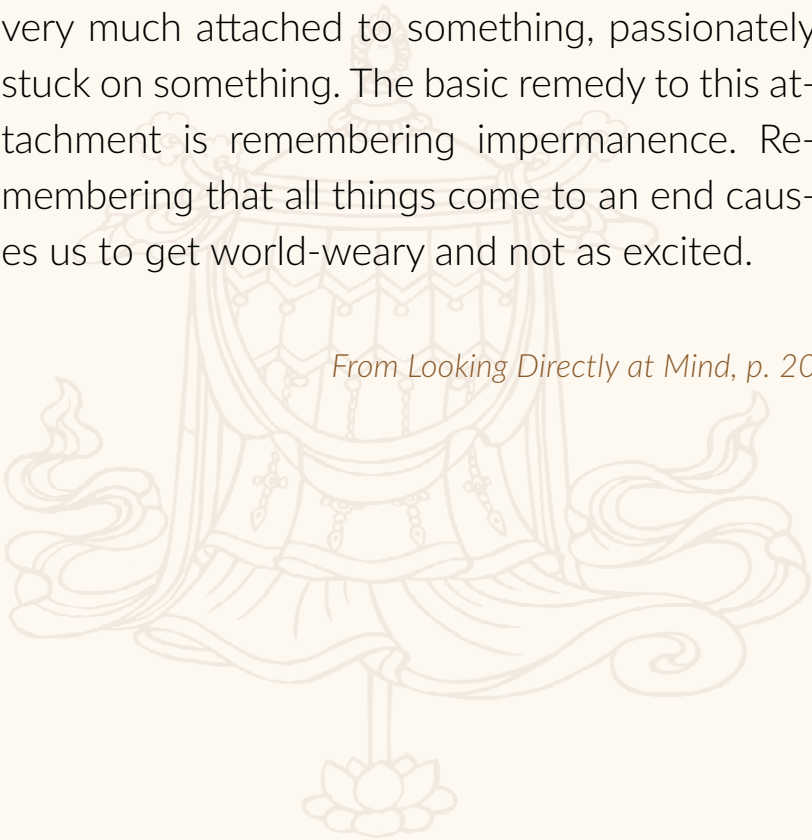 very much attached to something, passionately
stuck on something. The basic remedy to this at-
tachment is remembering impermanence. Re-
membering that all things come to an end caus-
es us to get world-weary and not as excited.
From Looking Directly at Mind, p. 20